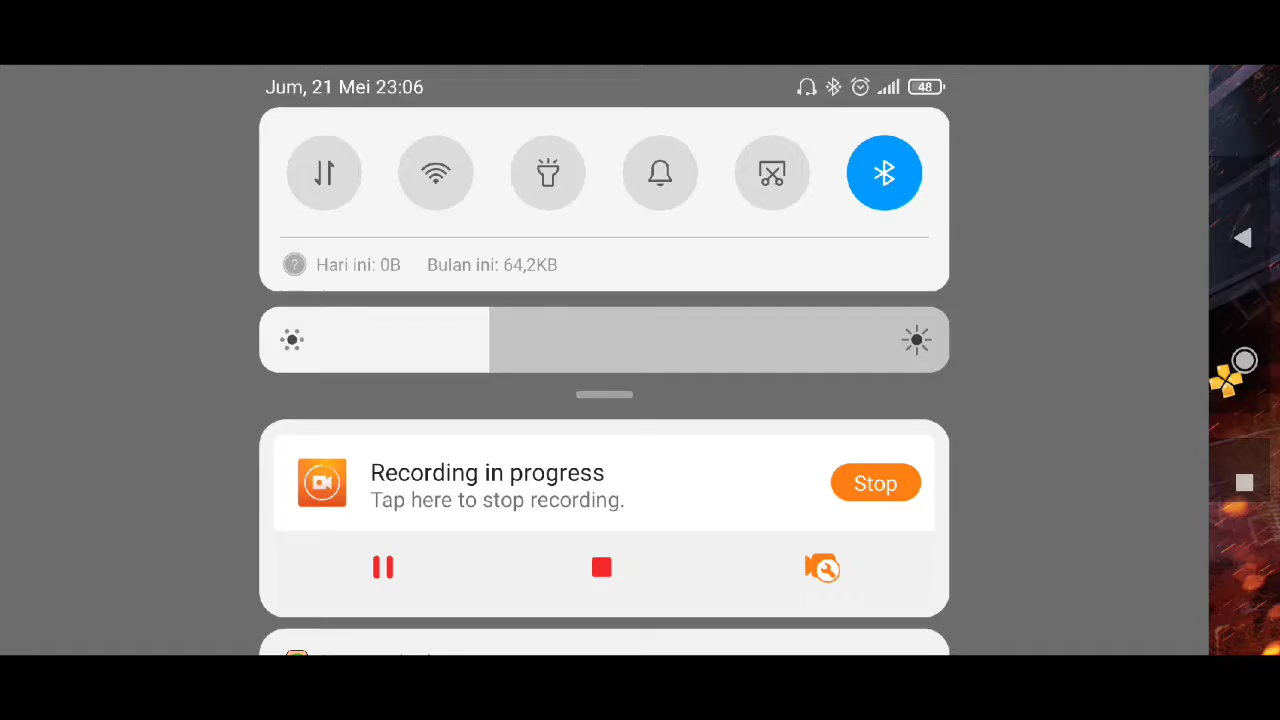 Jum, 21 Mei 23:06
48
Hari ini: 0B Bulan ini: 64,2KB
Recording in progress
Tap here to stop recording.
Stop